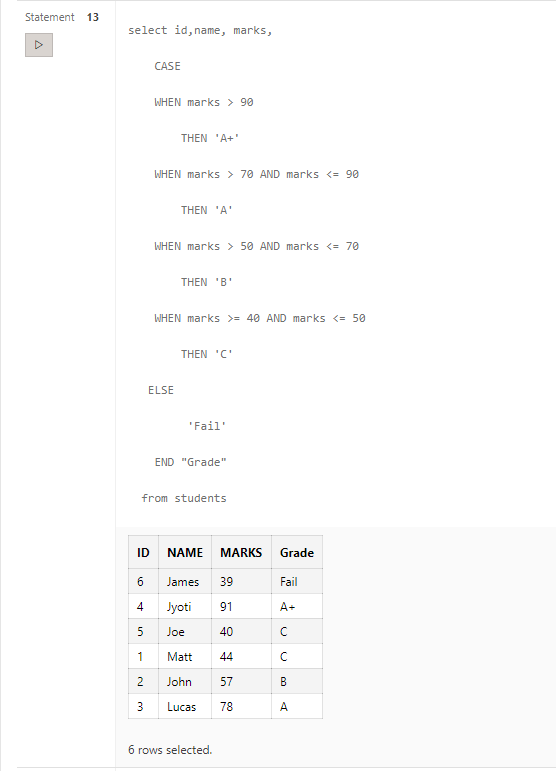 Statement 13
select id,name, marks,
CASE
WHEN marks > 90
THEN 'A+'
WHEN marks > 70 AND marks <= 90
THEN 'A'
WHEN marks > 50 AND marks <= 70
THEN 'B'
WHEN marks >= 40 AND marks <= 50
THEN 'C'
ELSE
'Fail'
END "Grade"
from students
ID NAME MARKS Grade
6 James 39 Fail
4 Jyoti 91 A+
5 Joe 40 C
1 Matt 44 C
2 John 57 B
3 Lucas 78 A
6 rows selected.